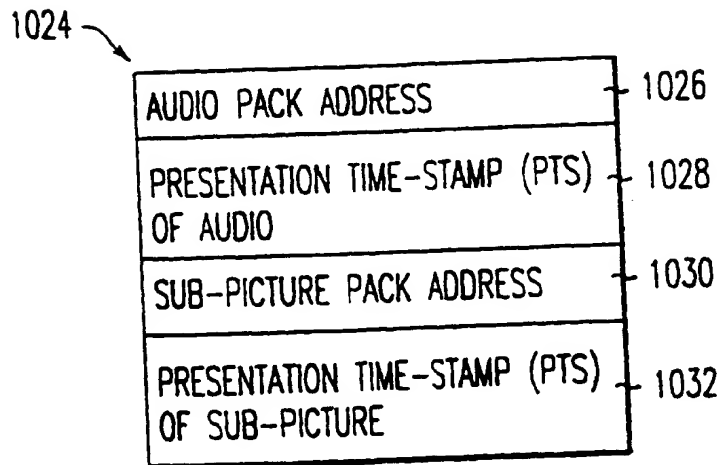 1024
AUDIO PACK ADDRESS
1026
PRESENTATION TIME-STAMP (PTS)
OF AUDIO
1028
SUB-PICTURE PACK ADDRESS
1030
PRESENTATION TIME-STAMP (PTS)
OF SUB-PICTURE
1032